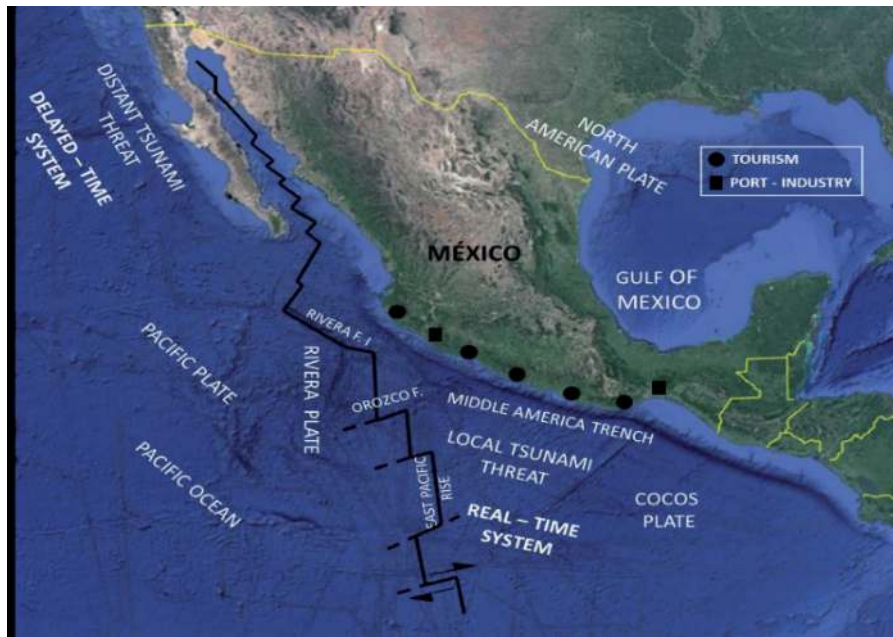 DISTANT TSUNAMI
THREAT
DELAYED – TIME
SYSTEM
NORTH
AMERICAN PLATE
TOURISM
PORT - INDUSTRY
MÉXICO
GULF OF
MEXICO
RIVERA F.
PACIFIC PLATE
RIVERA PLATE
OROZCO F.
MIDDLE AMERICA TRENCH
LOCAL TSUNAMI
THREAT
PACIFIC OCEAN
EAST PACIFIC
RISE
COCOS
PLATE
REAL – TIME
SYSTEM